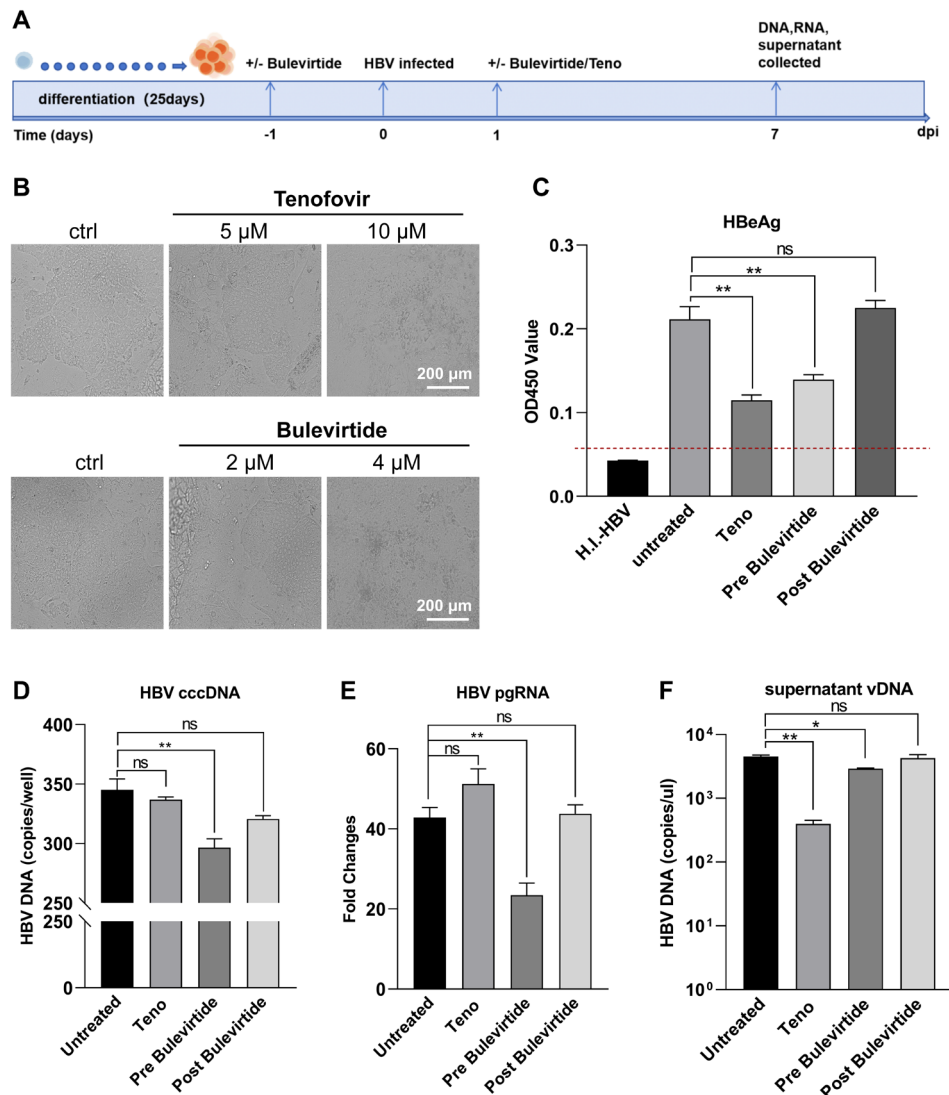 A
+/- Bulevirtide
HBV infected
+/- Bulevirtide/Teno
DNA,RNA,
supernatant
collected
differentiation (25days)
Time (days)
-1
0
1
7
dpi
B
Tenofovir
ctrl
5 μM
10 μM
200 μm
Bulevirtide
ctrl
2 μM
4 μM
200 μm
C
HBeAg
ns
**
**
OD450 Value
0.3
0.2
0.1
0.0
H.I.-HBV
untreated
Teno
Pre Bulevirtide
Post Bulevirtide
D
HBV cccDNA
ns
**
ns
HBV DNA (copies/well)
400
350
300
250
250
0
Untreated
Teno
Pre Bulevirtide
Post Bulevirtide
E
HBV pgRNA
ns
**
ns
Fold Changes
60
40
20
0
Untreated
Teno
Pre Bulevirtide
Post Bulevirtide
F
supernatant vDNA
ns
*
**
HBV DNA (copies/ul)
10⁴
10³
10²
10¹
10⁰
Untreated
Teno
Pre Bulevirtide
Post Bulevirtide